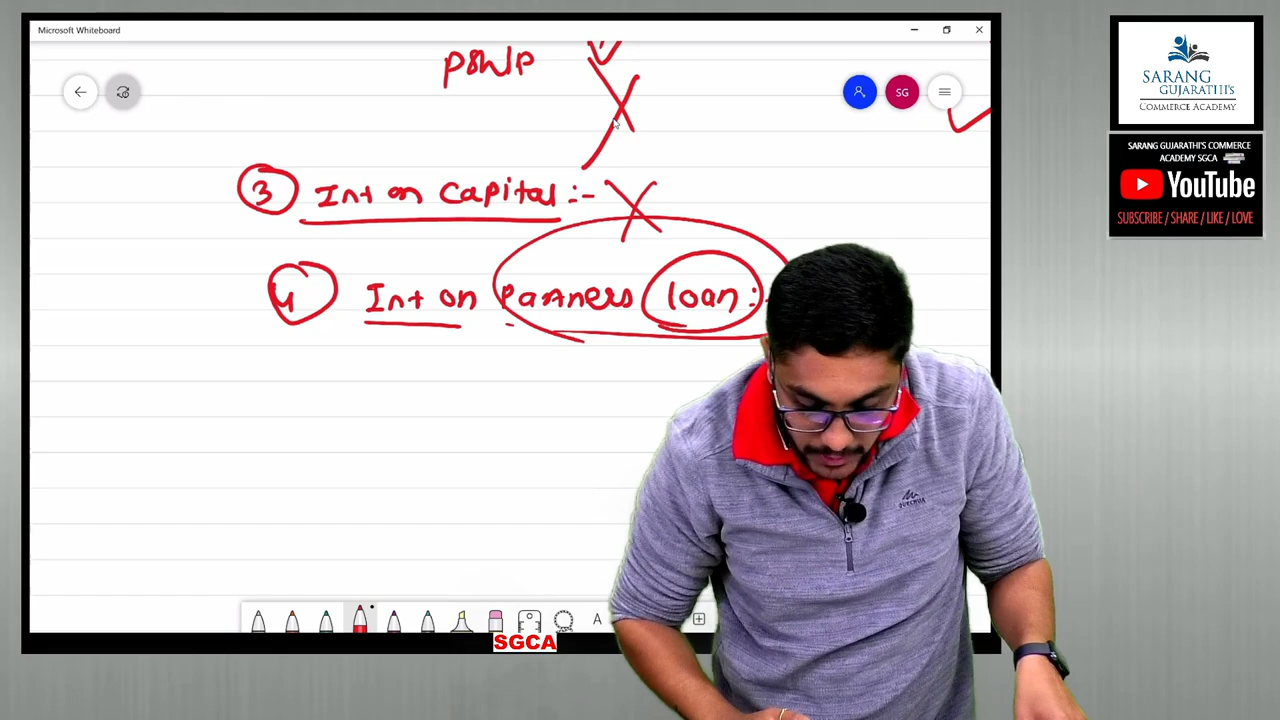 Microsoft Whiteboard
SG
③ Int on Capital :- X
④ Int on Partners loan :-
A
SGCA
SARANG
GUJARATHI'S
COMMERCE ACADEMY
SARANG GUJARATHI'S COMMERCE
ACADEMY SGCA
YouTube
SUBSCRIBE / SHARE / LIKE / LOVE
QUECHUA